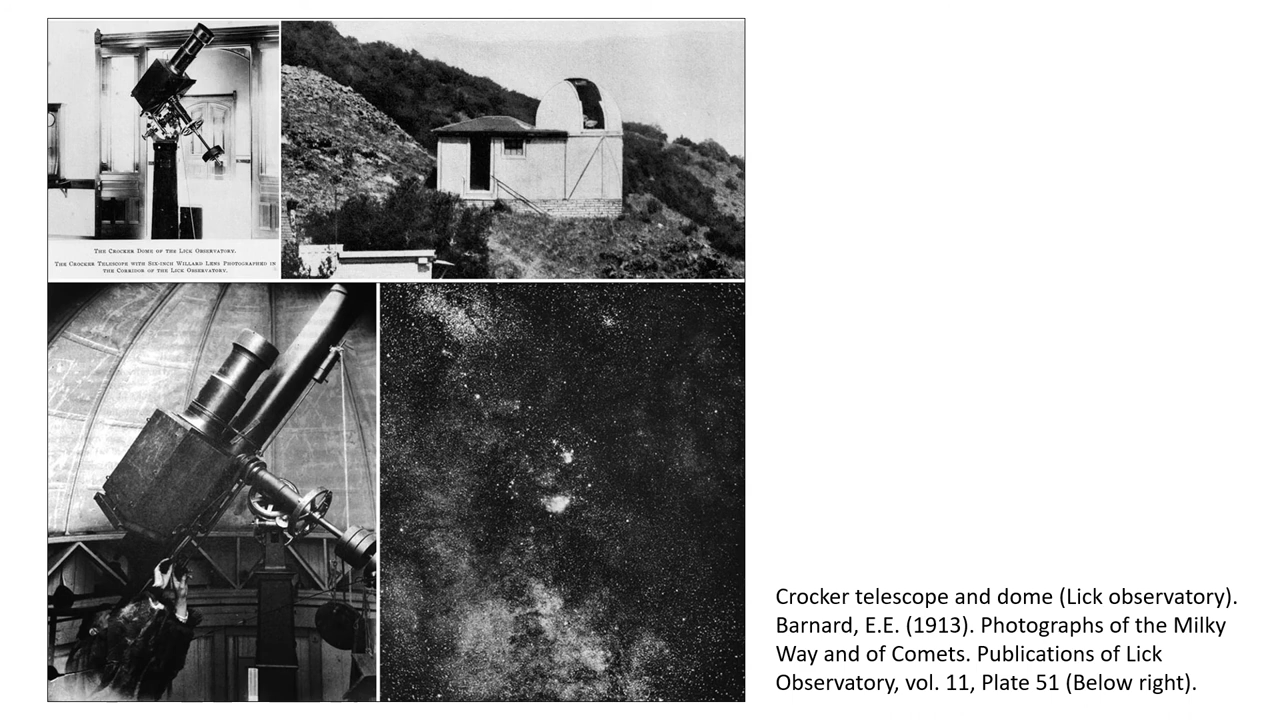 THE CROCKER DOME OF THE LICK OBSERVATORY.
THE CROCKER TELESCOPE WITH SIX-INCH WILLARD LENS PHOTOGRAPHED IN
THE CORRIDOR OF THE LICK OBSERVATORY.
Crocker telescope and dome (Lick observatory).
Barnard, E.E. (1913). Photographs of the Milky
Way and of Comets. Publications of Lick
Observatory, vol. 11, Plate 51 (Below right).